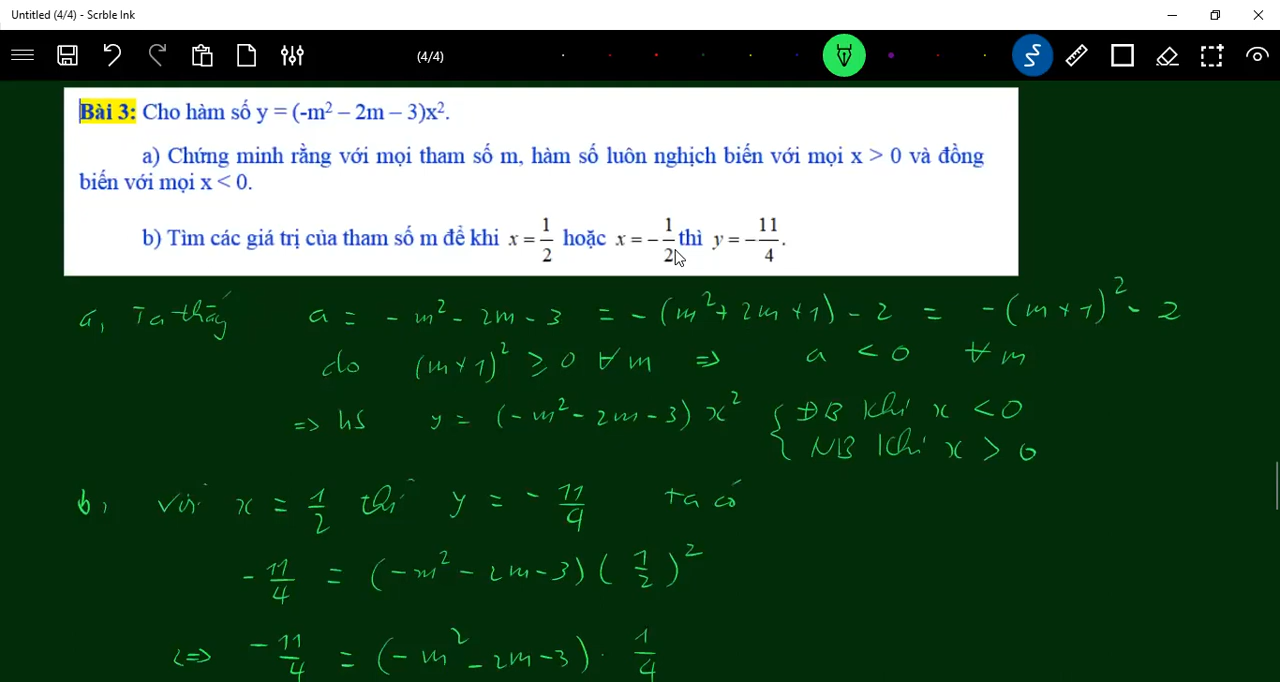 Untitled (4/4) - Scrble Ink
(4/4)
Bài 3: Cho hàm số y = (-m² – 2m – 3)x².
a) Chứng minh rằng với mọi tham số m, hàm số luôn nghịch biến với mọi x > 0 và đồng
biến với mọi x < 0.
b) Tìm các giá trị của tham số m để khi x = 1/2 hoặc x = -1/2 thì y = -11/4.
a, Ta thấy a = -m² - 2m - 3 = -(m² + 2m + 1) - 2 = -(m + 1)² - 2
do (m + 1)² ≥ 0 ∀ m => a < 0 ∀ m
=> hS y = (-m² - 2m - 3) x² { ĐB khi x < 0
NB khi x > 0
b, với x = 1/2 thì y = -11/4 ta có
-11/4 = (-m² - 2m - 3) (1/2)²
<=> -11/4 = (-m² - 2m - 3) . 1/4